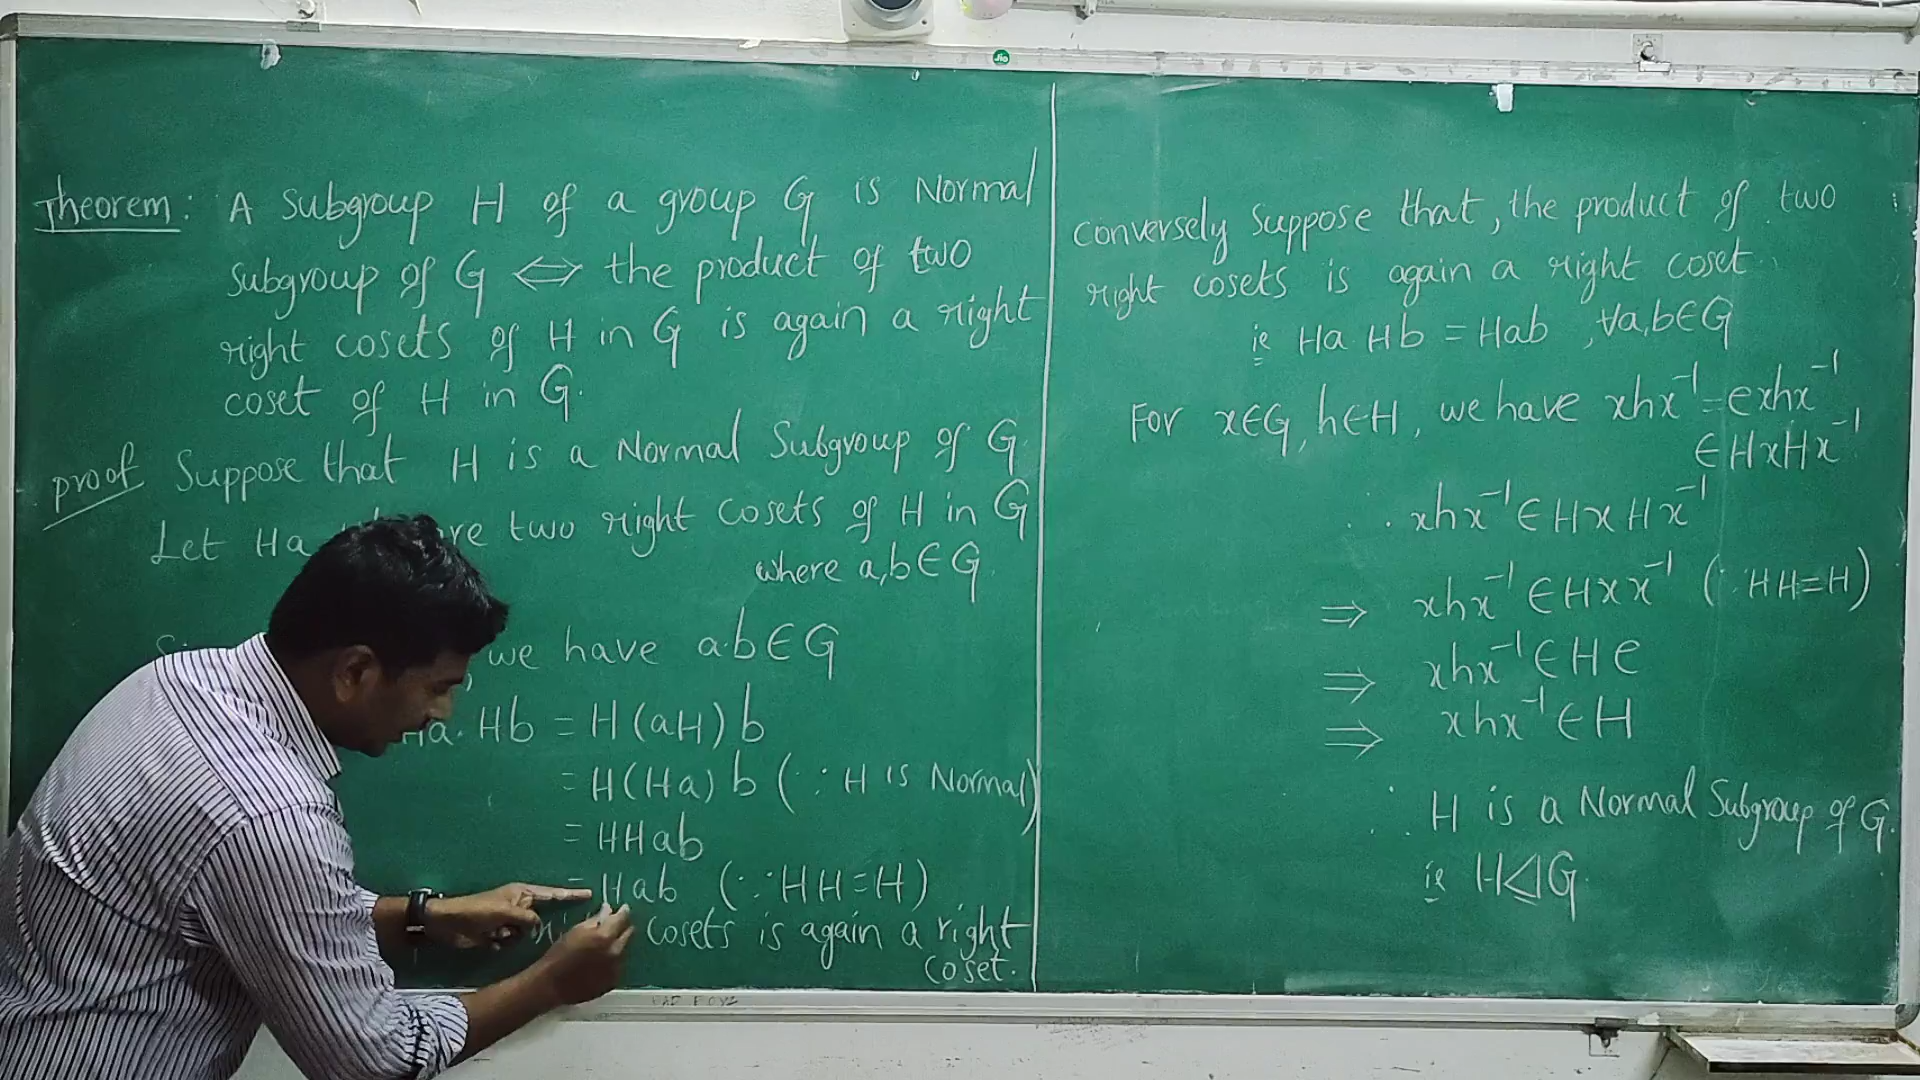 Theorem: A subgroup H of a group G is Normal
subgroup of G ⇔ the product of two
right cosets of H in G is again a right
coset of H in G.
proof Suppose that H is a Normal Subgroup of G
Let Ha are two right cosets of H in G
where a,b∈G.
we have a·b∈G
Ha·Hb = H(aH)b
= H(Ha)b (∵ H is Normal)
= HHab
= Hab (∵ HH=H)
cosets is again a right
coset.
Conversely suppose that, the product of two
right cosets is again a right coset.
ie Ha Hb = Hab, ∀a,b∈G
For x∈G, h∈H, we have xhx⁻¹ = exhx⁻¹
∈HxHx⁻¹
∴ xhx⁻¹∈HxHx⁻¹
⇒ xhx⁻¹∈Hxx⁻¹ (∵ HH=H)
⇒ xhx⁻¹∈He
⇒ xhx⁻¹∈H
∴ H is a Normal Subgroup of G.
ie H⊴G.
Jio